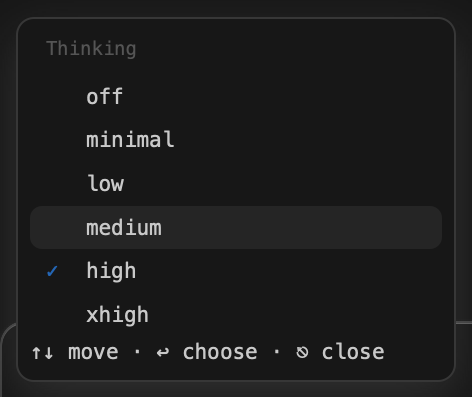 Thinking
off
minimal
low
medium
✓ high
xhigh
↑↓ move · ↩ choose · ⎋ close